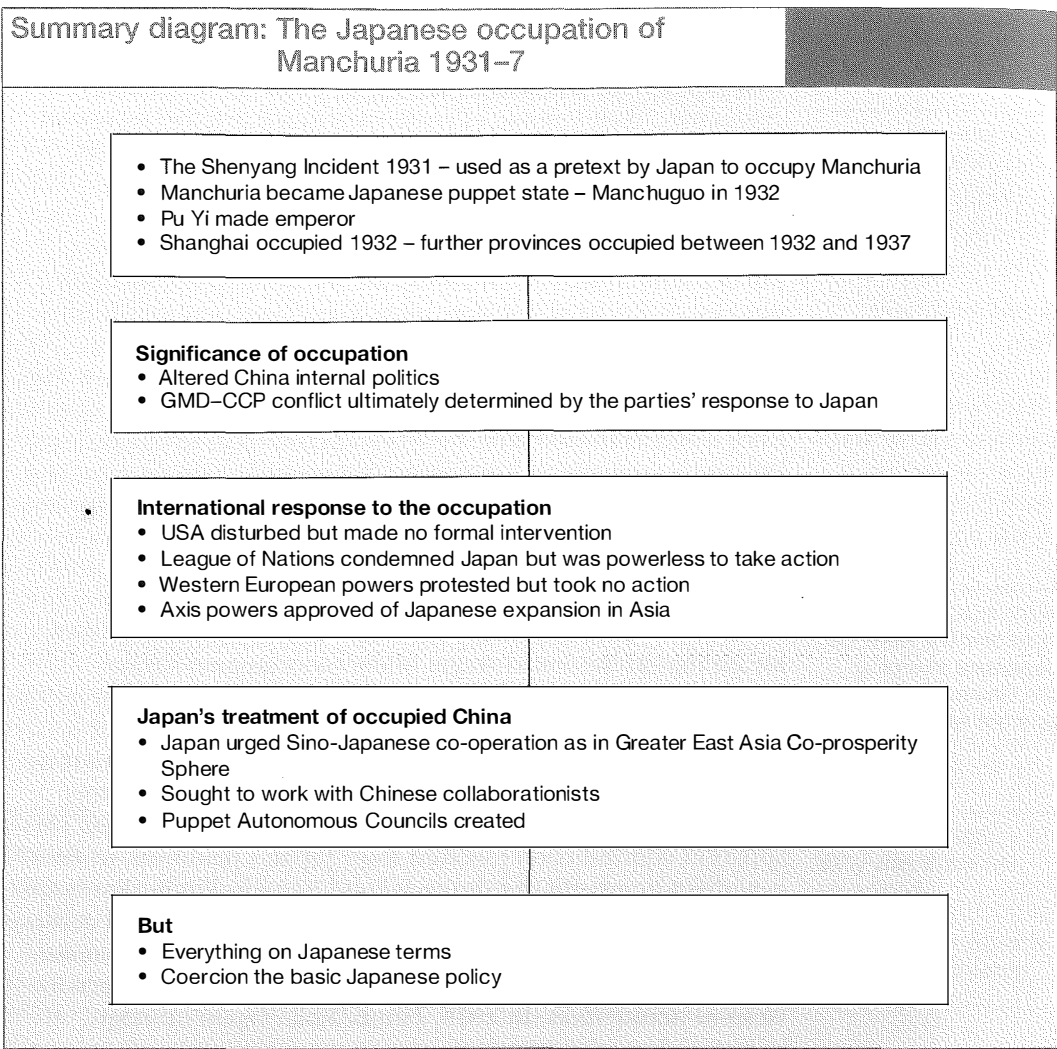 Summary diagram: The Japanese occupation of
Manchuria 1931–7
• The Shenyang Incident 1931 – used as a pretext by Japan to occupy Manchuria
• Manchuria became Japanese puppet state – Manchuguo in 1932
• Pu Yi made emperor
• Shanghai occupied 1932 – further provinces occupied between 1932 and 1937
Significance of occupation
• Altered China internal politics
• GMD–CCP conflict ultimately determined by the parties' response to Japan
International response to the occupation
• USA disturbed but made no formal intervention
• League of Nations condemned Japan but was powerless to take action
• Western European powers protested but took no action
• Axis powers approved of Japanese expansion in Asia
Japan's treatment of occupied China
• Japan urged Sino-Japanese co-operation as in Greater East Asia Co-prosperity
Sphere
• Sought to work with Chinese collaborationists
• Puppet Autonomous Councils created
But
• Everything on Japanese terms
• Coercion the basic Japanese policy